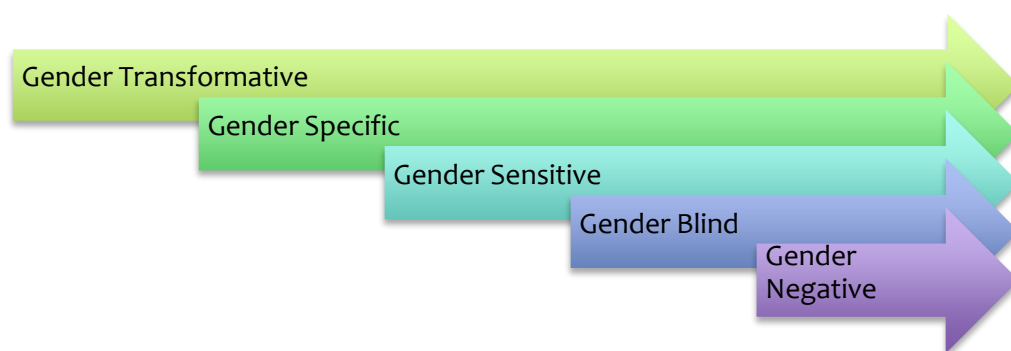 Gender Transformative
Gender Specific
Gender Sensitive
Gender Blind
Gender
Negative